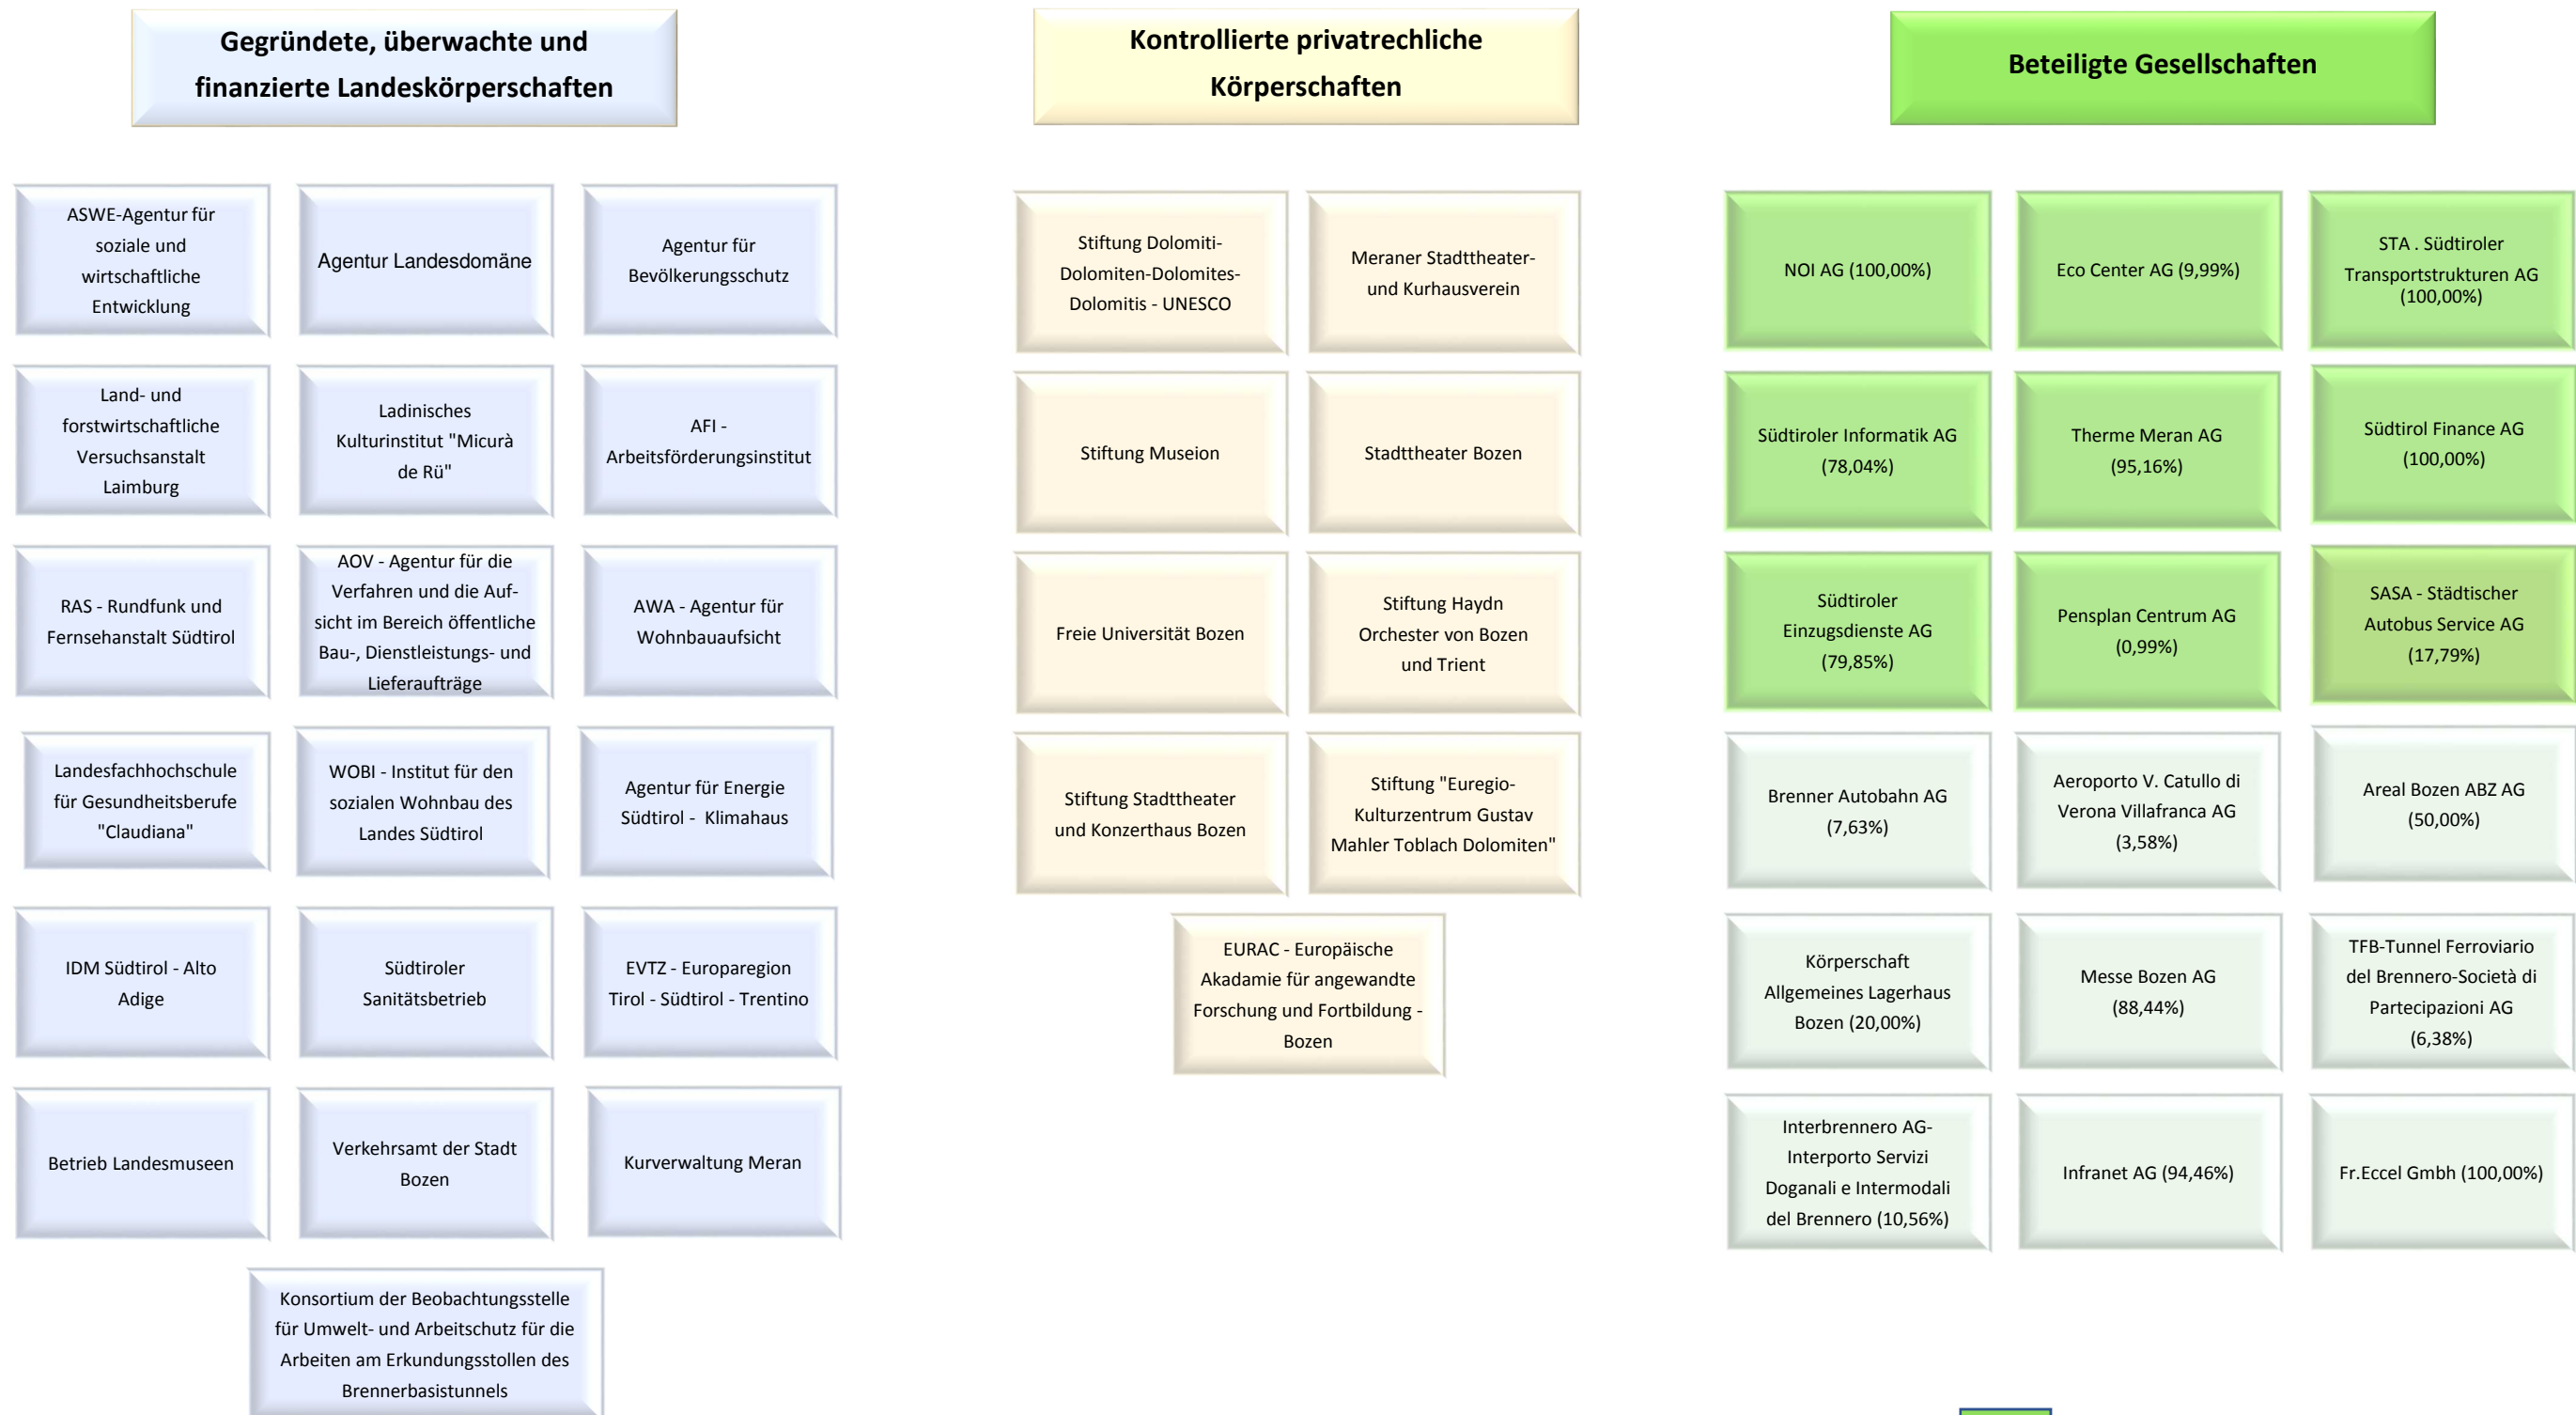 Gegründete, überwachte und
finanzierte Landeskörperschaften
ASWE-Agentur für
soziale und
wirtschaftliche
Entwicklung
Agentur Landesdomäne
Agentur für
Bevölkerungsschutz
Land- und
forstwirtschaftliche
Versuchsanstalt
Laimburg
Ladinisches
Kulturinstitut "Micurà
de Rü"
AFI -
Arbeitsförderungsinstitut
RAS - Rundfunk und
Fernsehanstalt Südtirol
AOV - Agentur für die
Verfahren und die Auf-
sicht im Bereich öffentliche
Bau-, Dienstleistungs- und
Lieferaufträge
AWA - Agentur für
Wohnbauaufsicht
Landesfachhochschule
für Gesundheitsberufe
"Claudiana"
WOBI - Institut für den
sozialen Wohnbau des
Landes Südtirol
Agentur für Energie
Südtirol - Klimahaus
IDM Südtirol - Alto
Adige
Südtiroler
Sanitätsbetrieb
EVTZ - Europaregion
Tirol - Südtirol - Trentino
Betrieb Landesmuseen
Verkehrsamt der Stadt
Bozen
Kurverwaltung Meran
Konsortium der Beobachtungsstelle
für Umwelt- und Arbeitschutz für die
Arbeiten am Erkundungsstollen des
Brennerbasistunnels
Kontrollierte privatrechliche
Körperschaften
Stiftung Dolomiti-
Dolomiten-Dolomites-
Dolomitis - UNESCO
Meraner Stadttheater-
und Kurhausverein
Stiftung Museion
Stadttheater Bozen
Freie Universität Bozen
Stiftung Haydn
Orchester von Bozen
und Trient
Stiftung Stadttheater
und Konzerthaus Bozen
Stiftung "Euregio-
Kulturzentrum Gustav
Mahler Toblach Dolomiten"
EURAC - Europäische
Akadamie für angewandte
Forschung und Fortbildung -
Bozen
Beteiligte Gesellschaften
NOI AG (100,00%)
Eco Center AG (9,99%)
STA . Südtiroler
Transportstrukturen AG
(100,00%)
Südtiroler Informatik AG
(78,04%)
Therme Meran AG
(95,16%)
Südtirol Finance AG
(100,00%)
Südtiroler
Einzugsdienste AG
(79,85%)
Pensplan Centrum AG
(0,99%)
SASA - Städtischer
Autobus Service AG
(17,79%)
Brenner Autobahn AG
(7,63%)
Aeroporto V. Catullo di
Verona Villafranca AG
(3,58%)
Areal Bozen ABZ AG
(50,00%)
Körperschaft
Allgemeines Lagerhaus
Bozen (20,00%)
Messe Bozen AG
(88,44%)
TFB-Tunnel Ferroviario
del Brennero-Società di
Partecipazioni AG
(6,38%)
Interbrennero AG-
Interporto Servizi
Doganali e Intermodali
del Brennero (10,56%)
Infranet AG (94,46%)
Fr.Eccel Gmbh (100,00%)